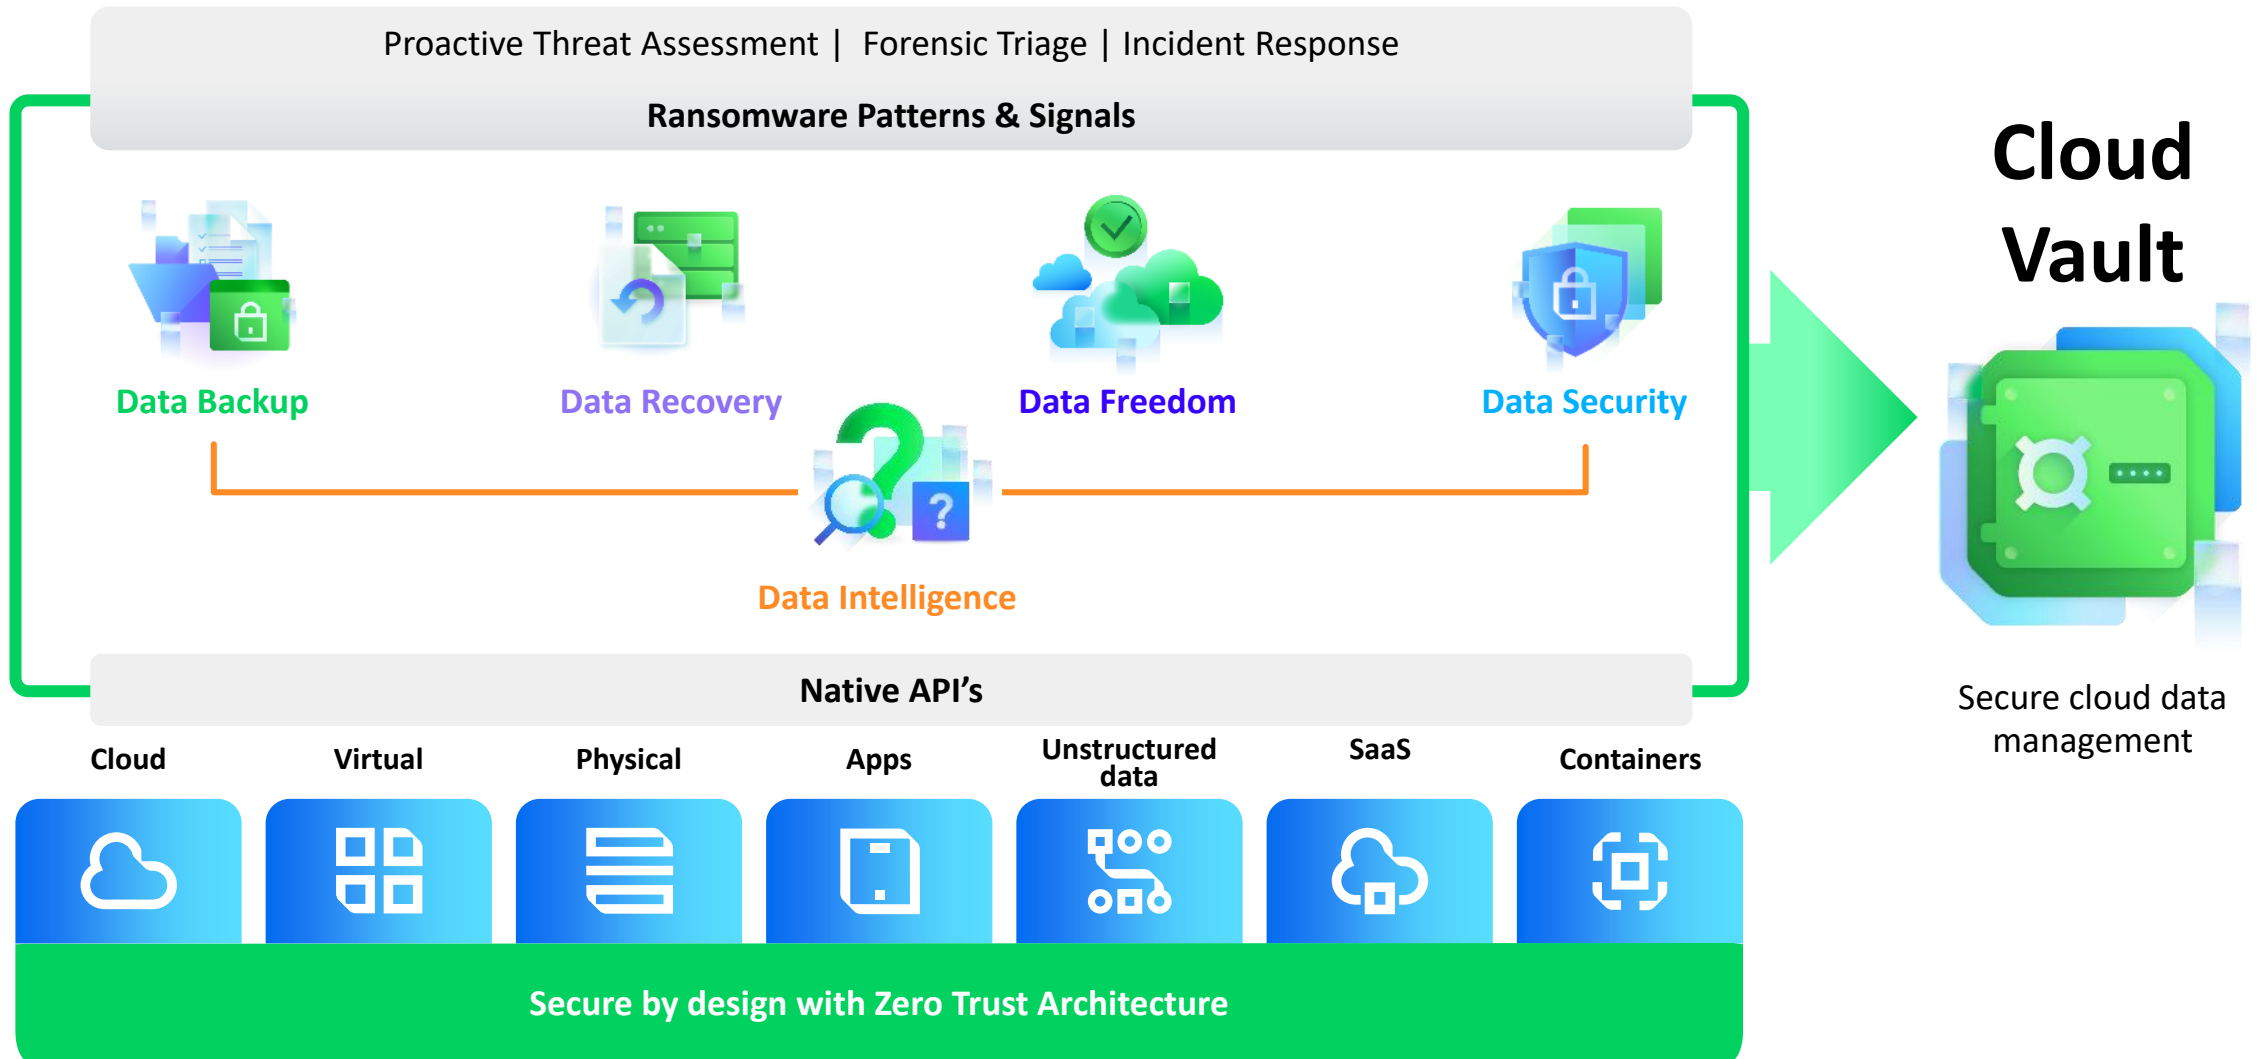 Proactive Threat Assessment | Forensic Triage | Incident Response
Ransomware Patterns & Signals
Cloud
Vault
Data Backup
Data Recovery
Data Freedom
Data Security
?
Data Intelligence
Native API’s
Secure cloud data
management
Cloud
Virtual
Physical
Apps
Unstructured
data
SaaS
Containers
Secure by design with Zero Trust Architecture